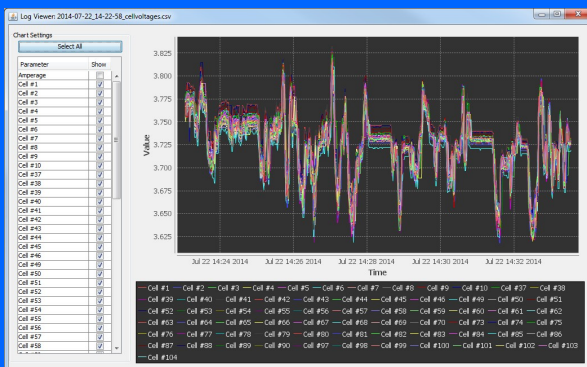 Log Viewer: 2014-07-22_14-22-58_cellvoltages.csv
Chart Settings
Select All
Parameter Show
Amperage
Cell #1
Cell #2
Cell #3
Cell #4
Cell #5
Cell #6
Cell #7
Cell #8
Cell #9
Cell #10
Cell #37
Cell #38
Cell #39
Cell #40
Cell #41
Cell #42
Cell #43
Cell #44
Cell #45
Cell #46
Cell #49
Cell #50
Cell #51
Cell #52
Cell #53
Cell #54
Cell #55
Cell #56
Cell #57
Cell #58
Value
3.825
3.800
3.775
3.750
3.725
3.700
3.675
3.650
3.625
Jul 22 14:24 2014 Jul 22 14:26 2014 Jul 22 14:28 2014 Jul 22 14:30 2014 Jul 22 14:32 2014
Time
Cell #1 Cell #2 Cell #3 Cell #4 Cell #5 Cell #6 Cell #7 Cell #8 Cell #9 Cell #10 Cell #37 Cell #38
Cell #39 Cell #40 Cell #41 Cell #42 Cell #43 Cell #44 Cell #45 Cell #46 Cell #49 Cell #50 Cell #51
Cell #52 Cell #53 Cell #54 Cell #55 Cell #56 Cell #57 Cell #58 Cell #59 Cell #60 Cell #61 Cell #62
Cell #63 Cell #64 Cell #65 Cell #66 Cell #67 Cell #68 Cell #69 Cell #70 Cell #73 Cell #74 Cell #75
Cell #76 Cell #77 Cell #78 Cell #79 Cell #80 Cell #81 Cell #82 Cell #83 Cell #84 Cell #85 Cell #86
Cell #87 Cell #88 Cell #89 Cell #90 Cell #97 Cell #98 Cell #99 Cell #100 Cell #101 Cell #102 Cell #103
Cell #104